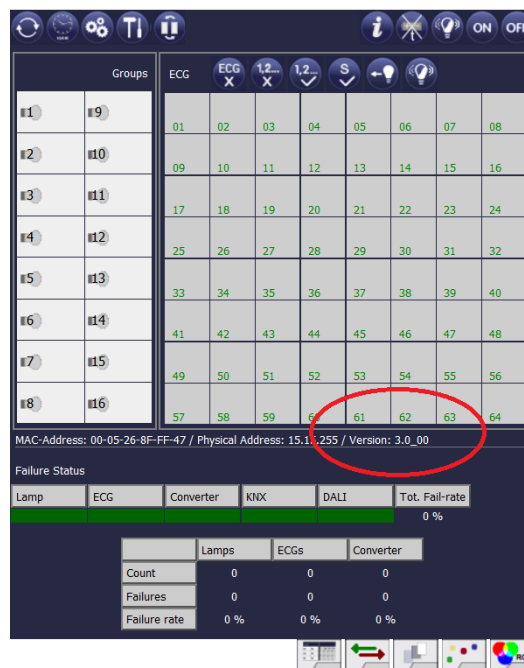 i ON OFF
Groups ECG ECG X 1,2... X 1,2... S
1 9 01 02 03 04 05 06 07 08
2 10 09 10 11 12 13 14 15 16
3 11 17 18 19 20 21 22 23 24
4 12 25 26 27 28 29 30 31 32
5 13 33 34 35 36 37 38 39 40
6 14 41 42 43 44 45 46 47 48
7 15 49 50 51 52 53 54 55 56
8 16 57 58 59 60 61 62 63 64
MAC-Address: 00-05-26-8F-FF-47 / Physical Address: 15.15.255 / Version: 3.0_00
Failure Status
Lamp ECG Converter KNX DALI Tot. Fail-rate
0 %
Lamps ECGs Converter
Count 0 0 0
Failures 0 0 0
Failure rate 0 % 0 % 0 %